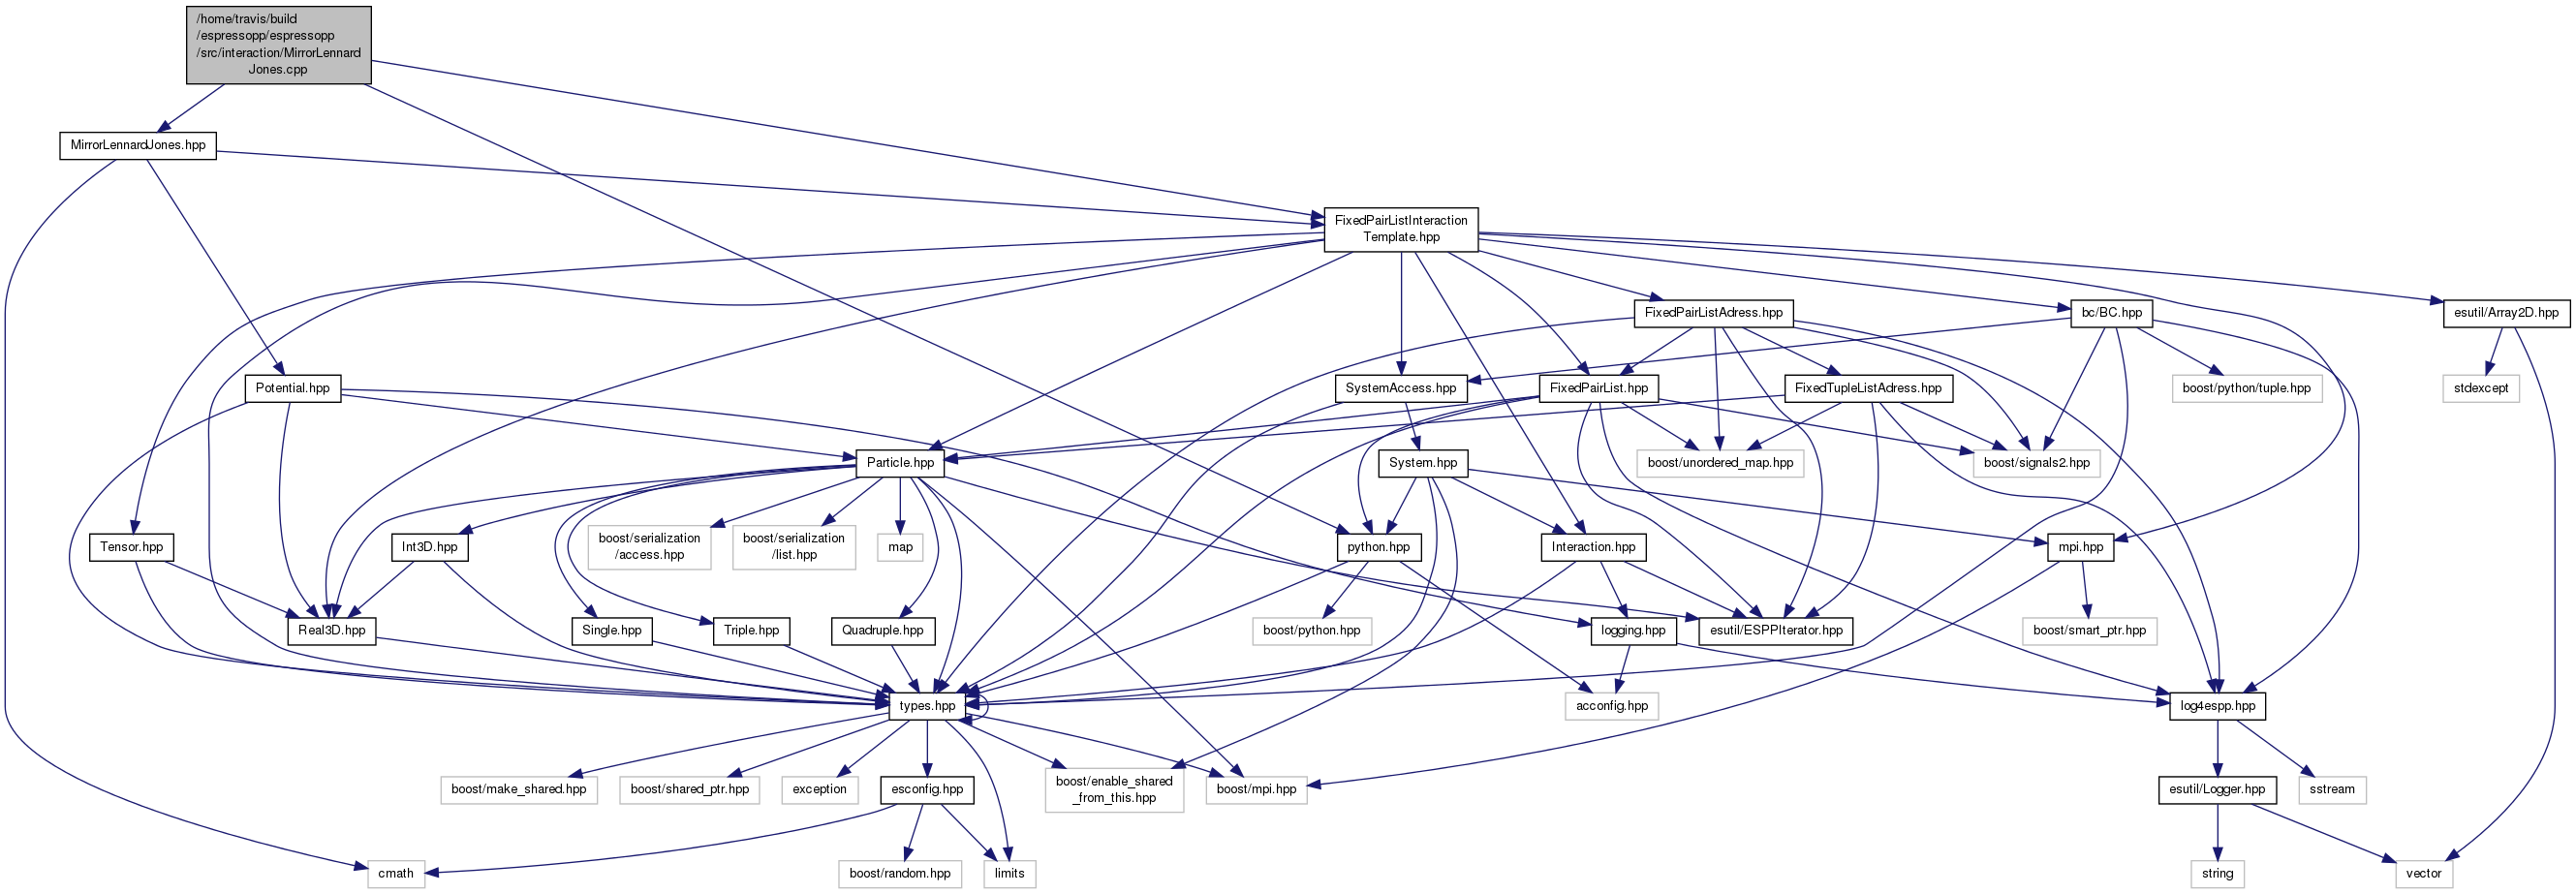 /home/travis/build
/espressopp/espressopp
/src/interaction/MirrorLennard
Jones.cpp
MirrorLennardJones.hpp
FixedPairListInteraction
Template.hpp
FixedPairListAdress.hpp
bc/BC.hpp
esutil/Array2D.hpp
Potential.hpp
SystemAccess.hpp
FixedPairList.hpp
FixedTupleListAdress.hpp
boost/python/tuple.hpp
stdexcept
Particle.hpp
System.hpp
boost/unordered_map.hpp
boost/signals2.hpp
Tensor.hpp
Int3D.hpp
boost/serialization
/access.hpp
boost/serialization
/list.hpp
map
python.hpp
Interaction.hpp
mpi.hpp
Real3D.hpp
Single.hpp
Triple.hpp
Quadruple.hpp
boost/python.hpp
logging.hpp
esutil/ESPPIterator.hpp
boost/smart_ptr.hpp
types.hpp
acconfig.hpp
log4espp.hpp
boost/make_shared.hpp
boost/shared_ptr.hpp
exception
esconfig.hpp
boost/enable_shared
_from_this.hpp
boost/mpi.hpp
esutil/Logger.hpp
sstream
cmath
boost/random.hpp
limits
string
vector